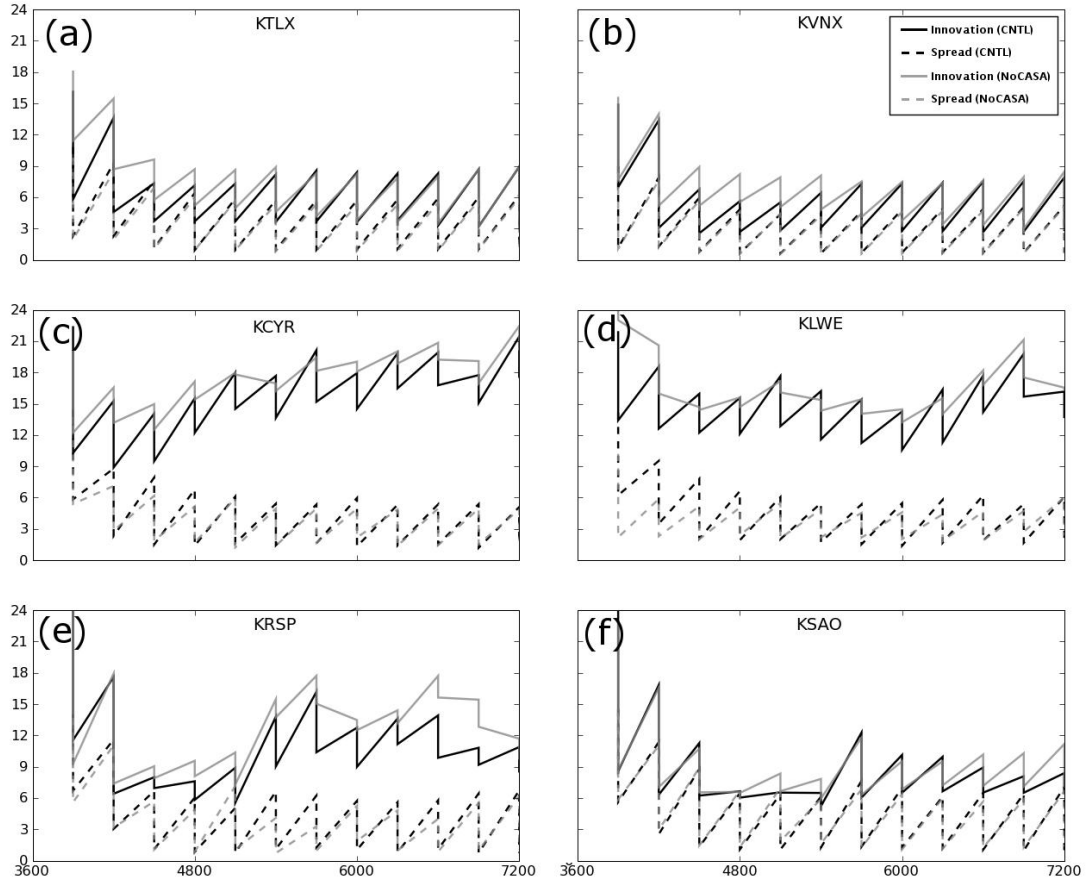 (a) KTLX
(b) KVNX
Innovation (CNTL)
Spread (CNTL)
Innovation (NoCASA)
Spread (NoCASA)
24
21
18
15
12
9
6
3
0
(c) KCYR
(d) KLWE
24
21
18
15
12
9
6
3
0
(e) KRSP
(f) KSAO
24
21
18
15
12
9
6
3
0
3600 4800 6000 7200
3600 4800 6000 7200